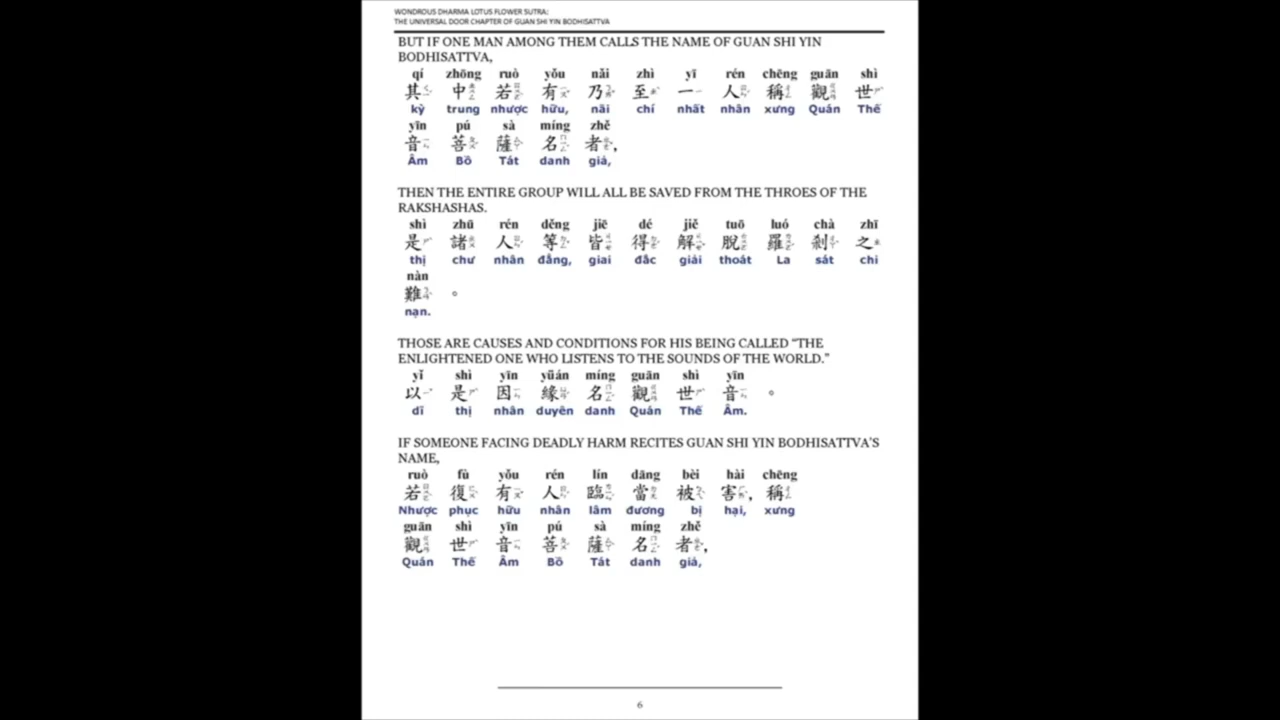 WONDROUS DHARMA LOTUS FLOWER SUTRA:
THE UNIVERSAL DOOR CHAPTER OF GUAN SHI YIN BODHISATTVA
BUT IF ONE MAN AMONG THEM CALLS THE NAME OF GUAN SHI YIN
BODHISATTVA,
qí zhōng ruò yǒu nǎi zhì yī rén chēng guān shì
其 中 若 有 乃 至 一 人 稱 觀 世
kỳ trung nhược hữu, nãi chí nhất nhân xưng Quán Thế
yīn pú sà míng zhě
音 菩 薩 名 者,
Âm Bồ Tát danh giả,
THEN THE ENTIRE GROUP WILL ALL BE SAVED FROM THE THROES OF THE
RAKSHASHAS.
shì zhū rén děng jiē dé jiě tuō luó chà zhī
是 諸 人 等 皆 得 解 脫 羅 剎 之
thị chư nhân đẳng, giai đắc giải thoát La sát chi
nàn
難 。
nạn.
THOSE ARE CAUSES AND CONDITIONS FOR HIS BEING CALLED “THE
ENLIGHTENED ONE WHO LISTENS TO THE SOUNDS OF THE WORLD.”
yǐ shì yīn yüán míng guān shì yīn
以 是 因 緣 名 觀 世 音 。
dĩ thị nhân duyên danh Quán Thế Âm.
IF SOMEONE FACING DEADLY HARM RECITES GUAN SHI YIN BODHISATTVA’S
NAME,
ruò fù yǒu rén lín dāng bèi hài chēng
若 復 有 人 臨 當 被 害, 稱
Nhược phục hữu nhân lâm đương bị hại, xưng
guān shì yīn pú sà míng zhě
觀 世 音 菩 薩 名 者,
Quán Thế Âm Bồ Tát danh giả,
6